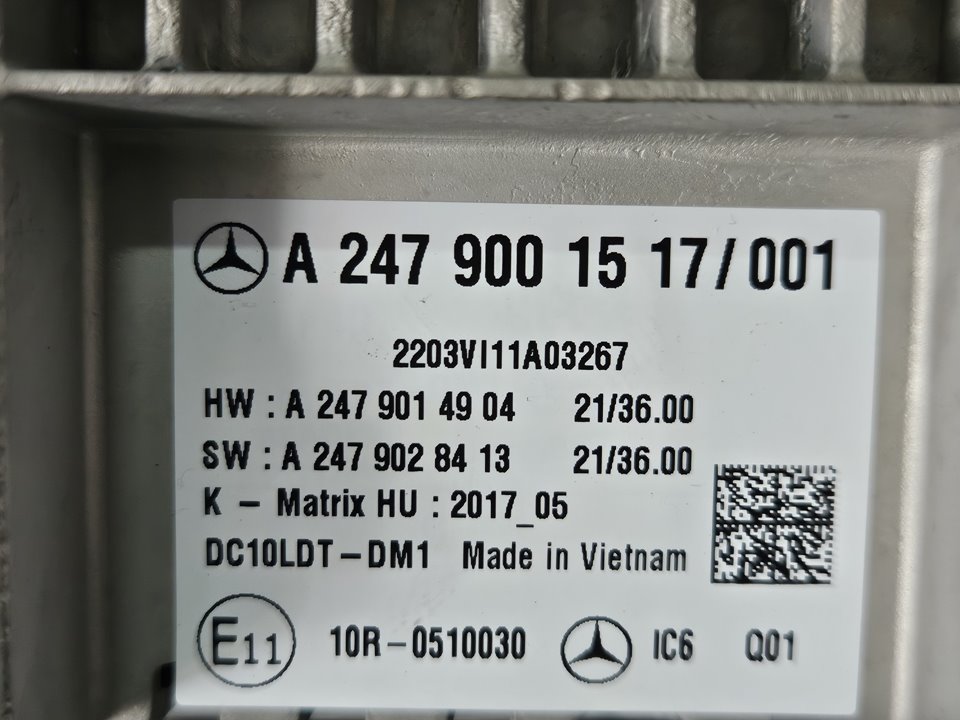 A 247 900 15 17/001
2203VI11A03267
HW : A 247 901 49 04 21/36.00
SW : A 247 902 84 13 21/36.00
K - Matrix HU : 2017_05
DC10LDT-DM1 Made in Vietnam
E11 10R-0510030 IC6 Q01